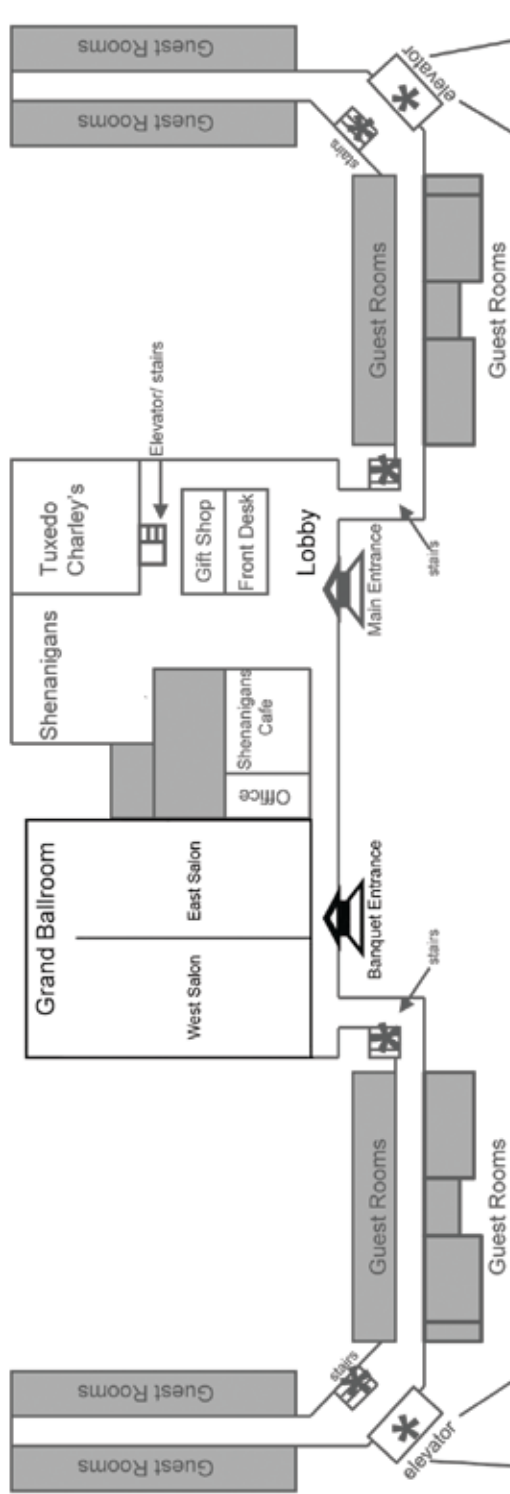 Guest Rooms
Guest Rooms
elevator
stairs
Guest Rooms
Guest Rooms
Elevator/ stairs
Tuxedo
Charley's
Gift Shop
Front Desk
Lobby
stairs
Main Entrance
Shenanigans
Shenanigans
Cafe
Office
Grand Ballroom
East Salon
West Salon
Banquet Entrance
stairs
Guest Rooms
Guest Rooms
stairs
elevator
Guest Rooms
Guest Rooms